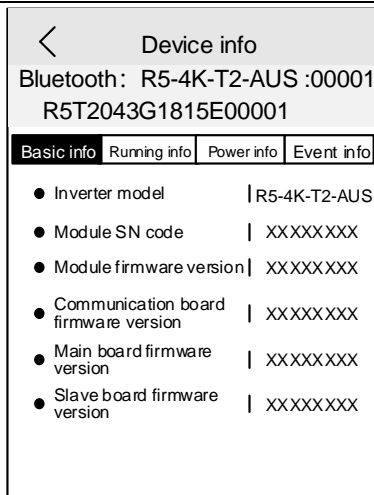 Device info
Bluetooth: R5-4K-T2-AUS :00001
R5T2043G1815E00001
Basic info Running info Power info Event info
Inverter model R5-4K-T2-AUS
Module SN code XXXXXXXX
Module firmware version XXXXXXXX
Communication board
firmware version XXXXXXXX
Main board firmware
version XXXXXXXX
Slave board firmware
version XXXXXXXX